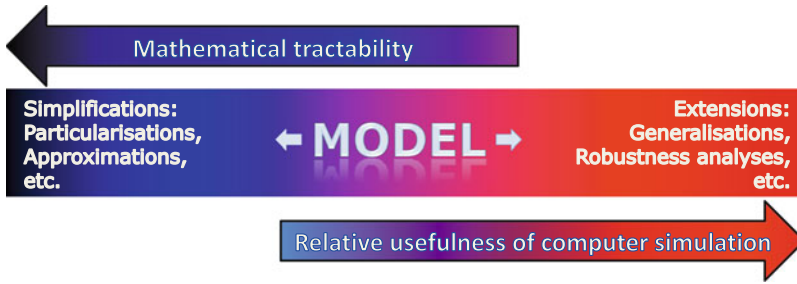 Mathematical tractability
Simplifications:
Particularisations,
Approximations,
etc.
MODEL
Extensions:
Generalisations,
Robustness analyses,
etc.
Relative usefulness of computer simulation